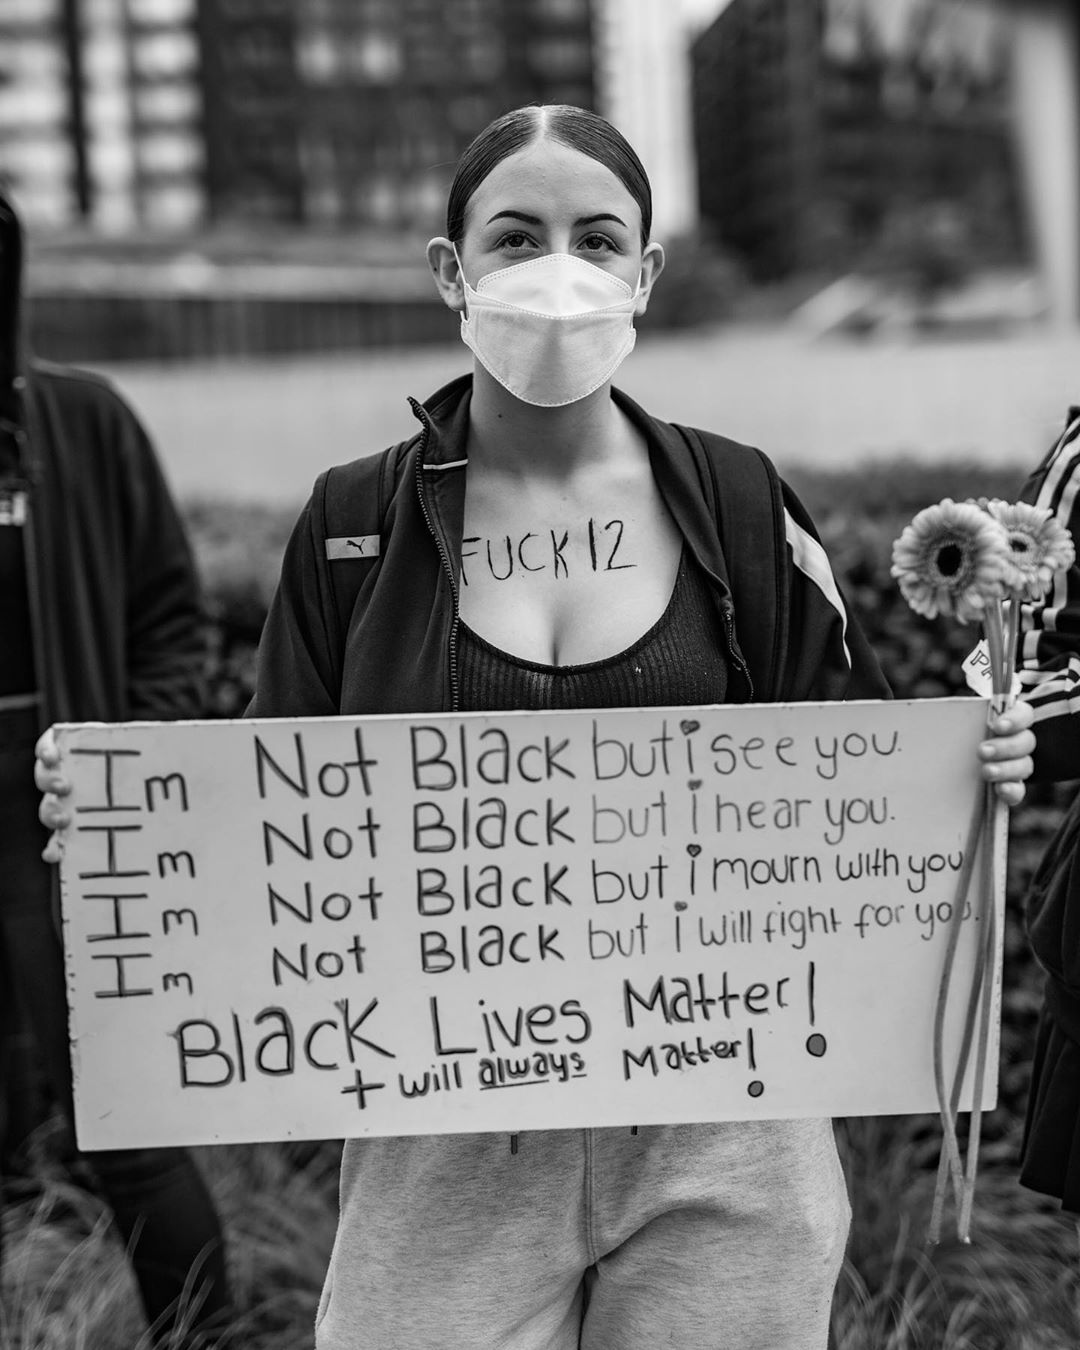 FUCK 12
Im Not Black but i see you.
Im Not Black but i hear you.
Im Not Black but i mourn with you
Im Not Black but i will fight for you.
Black Lives Matter!
+ will always Matter!